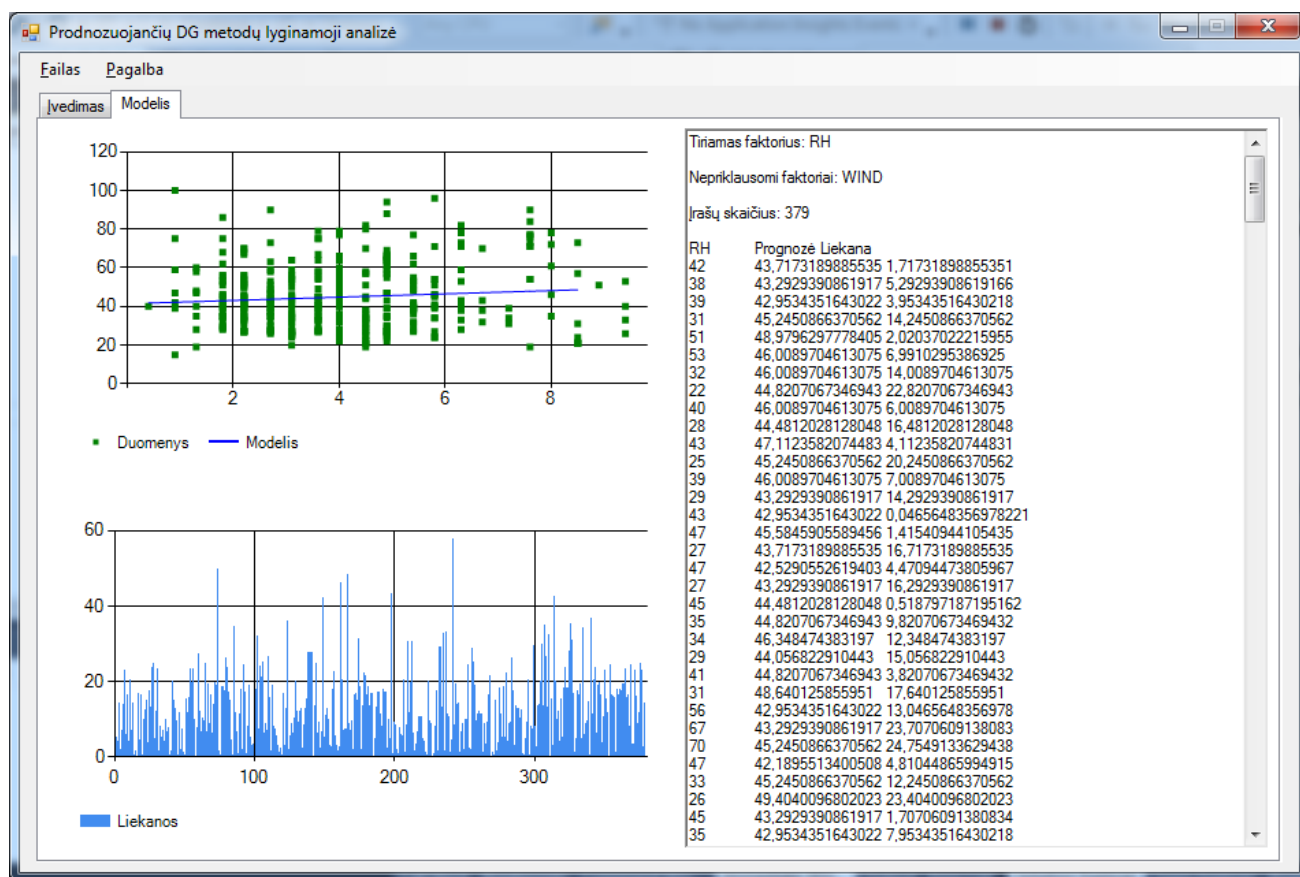 Prodnozuojančių DG metodų lyginamoji analizė
Failas Pagalba
Įvedimas Modelis
120
100
80
60
40
20
0
2 4 6 8
Duomenys Modelis
60
40
20
0
0 100 200 300
Liekanos
Tiriamas faktorius: RH
Nepriklausomi faktoriai: WIND
Įrašų skaičius: 379
RH Prognozė Liekana
42 43,7173189885535 1,71731898855351
38 43,2929390861917 5,29293908619166
39 42,9534351643022 3,95343516430218
31 45,2450866370562 14,2450866370562
51 48,9796297778405 2,02037022215955
53 46,0089704613075 6,9910295386925
32 46,0089704613075 14,0089704613075
22 44,8207067346943 22,8207067346943
40 46,0089704613075 6,0089704613075
28 44,4812028128048 16,4812028128048
43 47,1123582074483 4,11235820744831
25 45,2450866370562 20,2450866370562
39 46,0089704613075 7,0089704613075
29 43,2929390861917 14,2929390861917
43 42,9534351643022 0,0465648356978221
47 45,5845905589456 1,41540944105435
27 43,7173189885535 16,7173189885535
47 42,5290552619403 4,47094473805967
27 43,2929390861917 16,2929390861917
45 44,4812028128048 0,518797187195162
35 44,8207067346943 9,82070673469432
34 46,348474383197 12,348474383197
29 44,056822910443 15,056822910443
41 44,8207067346943 3,82070673469432
31 48,640125855951 17,640125855951
56 42,9534351643022 13,0465648356978
67 43,2929390861917 23,7070609138083
70 45,2450866370562 24,7549133629438
47 42,1895513400508 4,81044865994915
33 45,2450866370562 12,2450866370562
26 49,4040096802023 23,4040096802023
45 43,2929390861917 1,70706091380834
35 42,9534351643022 7,95343516430218